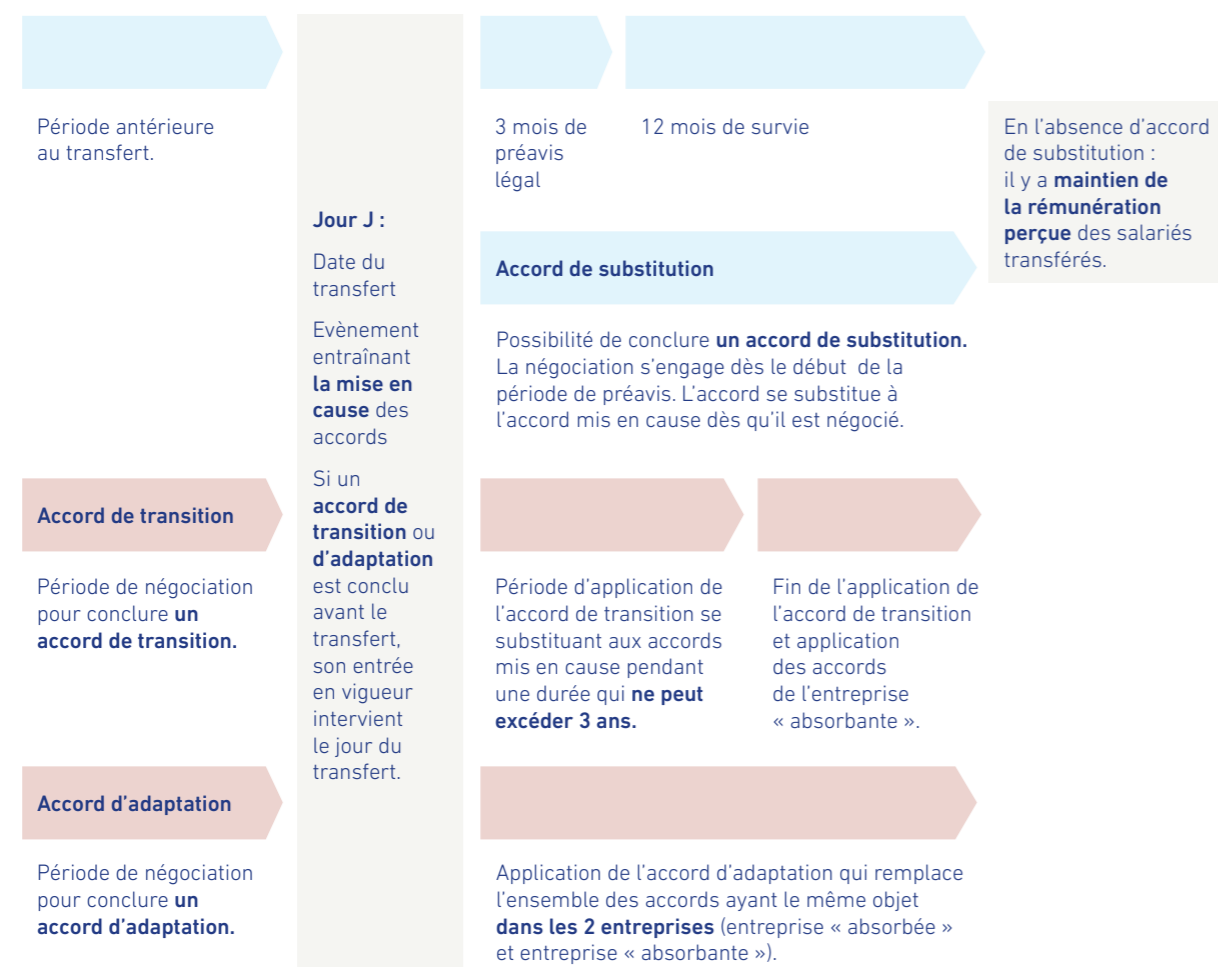 Période antérieure
au transfert.
Jour J :
Date du
transfert
Evènement
entraînant
la mise en
cause des
accords
Si un
accord de
transition ou
d’adaptation
est conclu
avant le
transfert,
son entrée
en vigueur
intervient
le jour du
transfert.
3 mois de
préavis
légal
12 mois de survie
En l’absence d’accord
de substitution :
il y a maintien de
la rémunération
perçue des salariés
transférés.
Accord de substitution
Possibilité de conclure un accord de substitution.
La négociation s’engage dès le début de la
période de préavis. L’accord se substitue à
l’accord mis en cause dès qu’il est négocié.
Accord de transition
Période de négociation
pour conclure un
accord de transition.
Période d’application de
l’accord de transition se
substituant aux accords
mis en cause pendant
une durée qui ne peut
excéder 3 ans.
Fin de l’application de
l’accord de transition
et application
des accords
de l’entreprise
« absorbante ».
Accord d’adaptation
Période de négociation
pour conclure un
accord d’adaptation.
Application de l’accord d’adaptation qui remplace
l’ensemble des accords ayant le même objet
dans les 2 entreprises (entreprise « absorbée »
et entreprise « absorbante »).